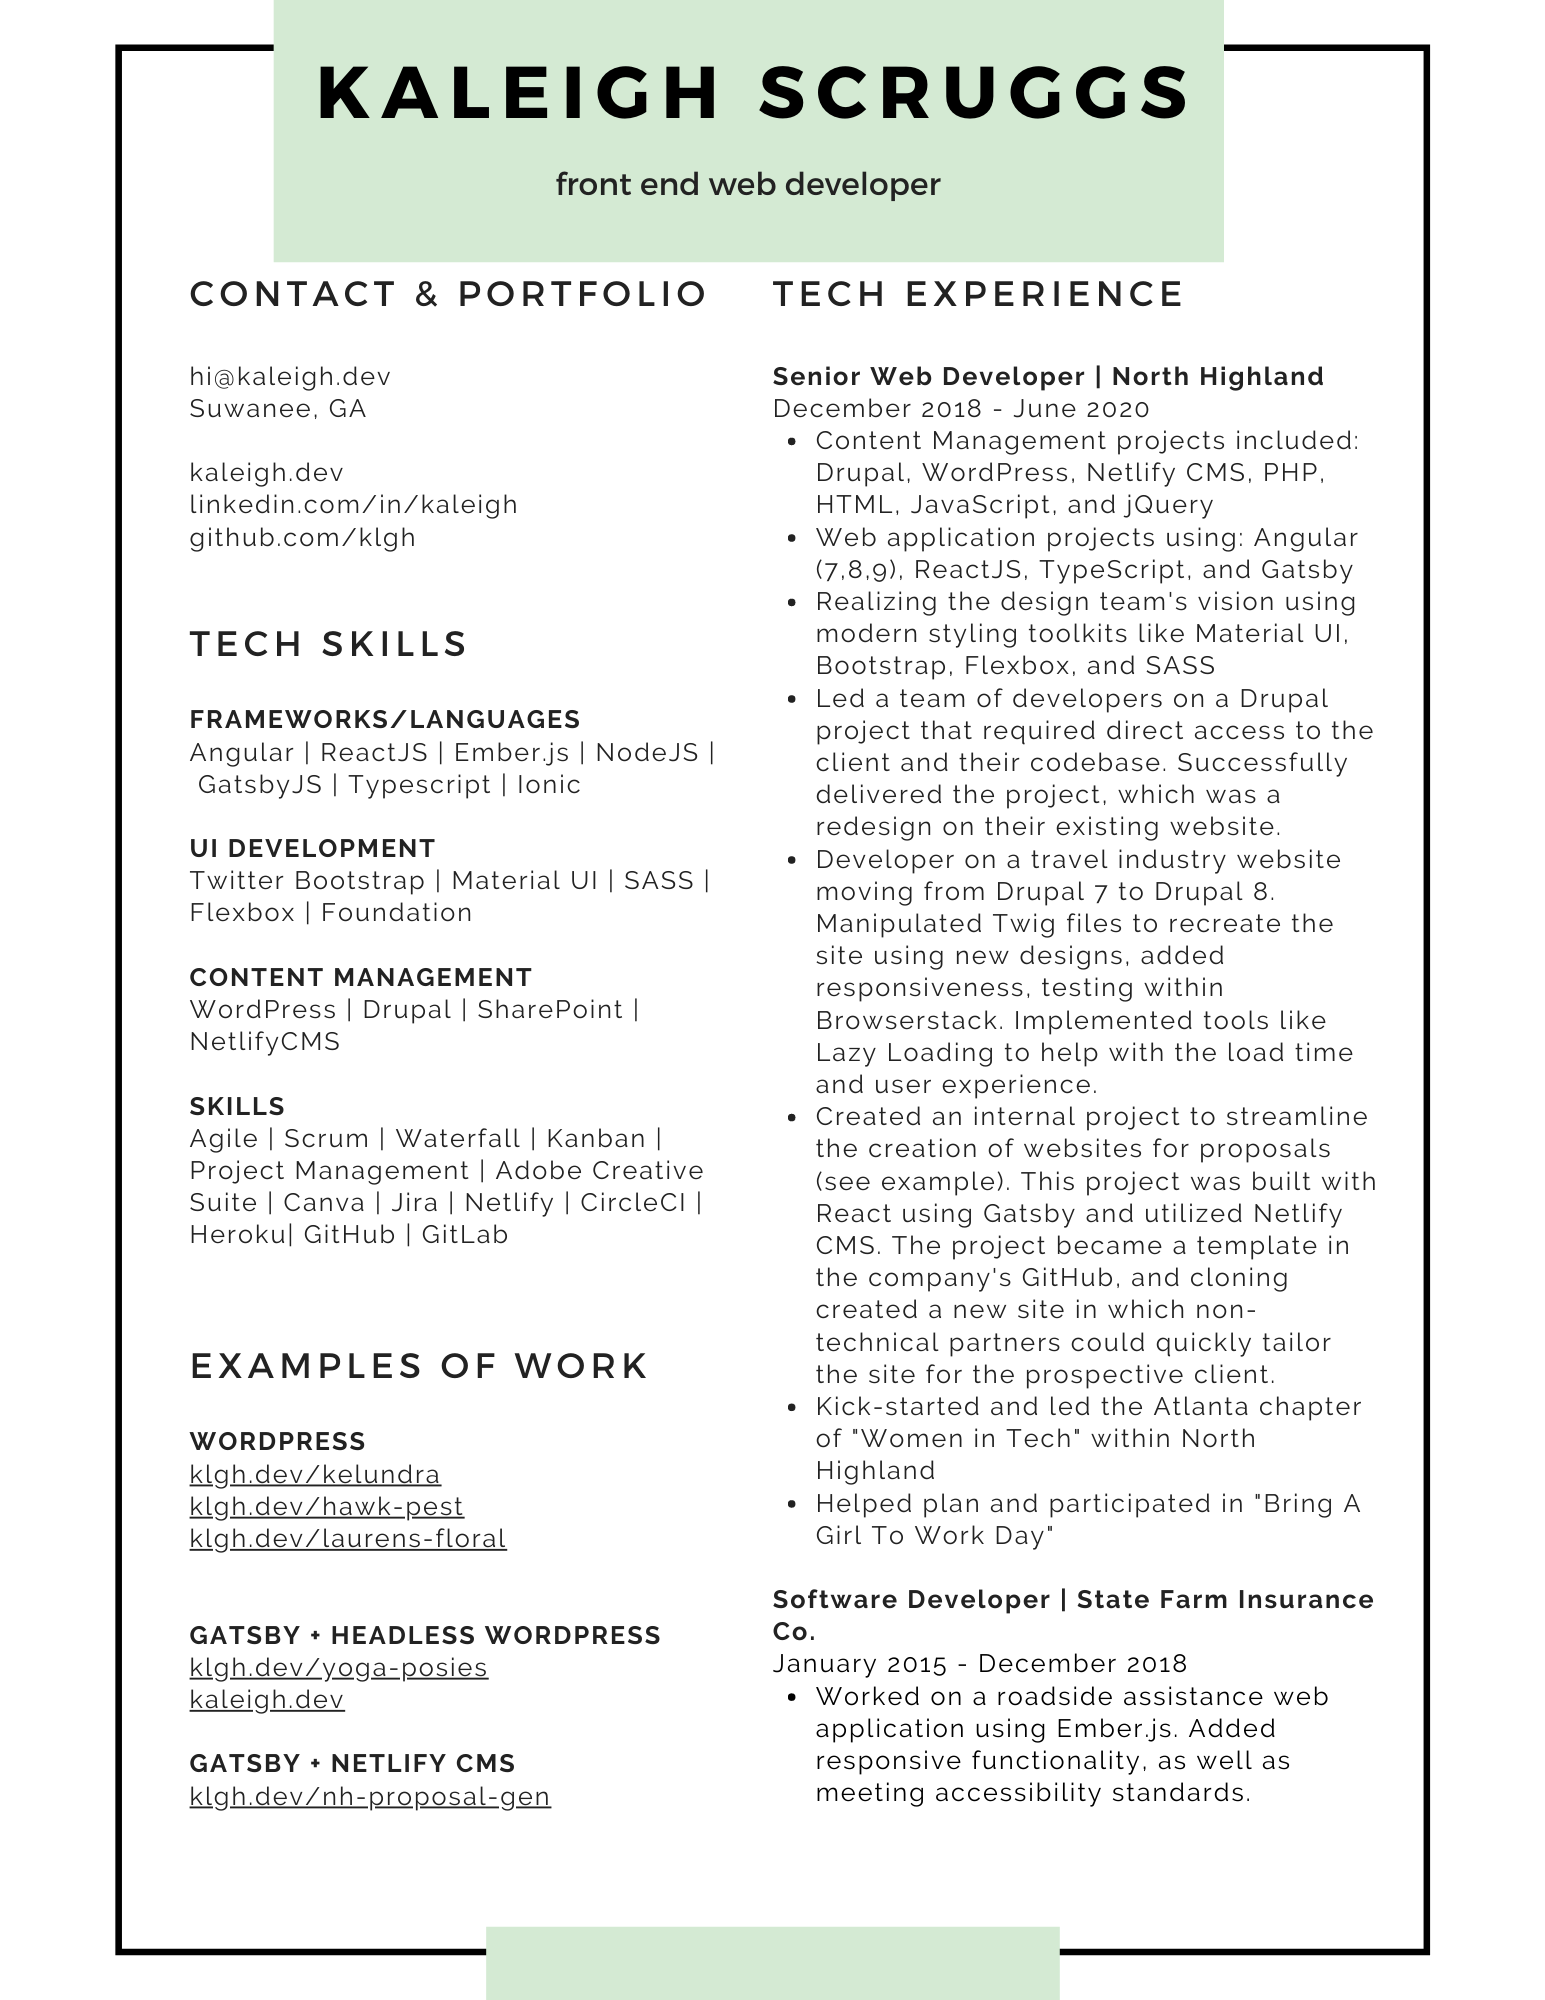 KALEIGH SCRUGGS
front end web developer
CONTACT & PORTFOLIO
hi@kaleigh.dev
Suwanee, GA
kaleigh.dev
linkedin.com/in/kaleigh
github.com/klgh
TECH SKILLS
FRAMEWORKS/LANGUAGES
Angular | ReactJS | Ember.js | NodeJS |
GatsbyJS | Typescript | Ionic
UI DEVELOPMENT
Twitter Bootstrap | Material UI | SASS |
Flexbox | Foundation
CONTENT MANAGEMENT
WordPress | Drupal | SharePoint |
NetlifyCMS
SKILLS
Agile | Scrum | Waterfall | Kanban |
Project Management | Adobe Creative
Suite | Canva | Jira | Netlify | CircleCI |
Heroku| GitHub | GitLab
EXAMPLES OF WORK
WORDPRESS
klgh.dev/kelundra
klgh.dev/hawk-pest
klgh.dev/laurens-floral
GATSBY + HEADLESS WORDPRESS
klgh.dev/yoga-posies
kaleigh.dev
GATSBY + NETLIFY CMS
klgh.dev/nh-proposal-gen
TECH EXPERIENCE
Senior Web Developer | North Highland
December 2018 - June 2020
• Content Management projects included:
Drupal, WordPress, Netlify CMS, PHP,
HTML, JavaScript, and jQuery
• Web application projects using: Angular
(7,8,9), ReactJS, TypeScript, and Gatsby
• Realizing the design team's vision using
modern styling toolkits like Material UI,
Bootstrap, Flexbox, and SASS
• Led a team of developers on a Drupal
project that required direct access to the
client and their codebase. Successfully
delivered the project, which was a
redesign on their existing website.
• Developer on a travel industry website
moving from Drupal 7 to Drupal 8.
Manipulated Twig files to recreate the
site using new designs, added
responsiveness, testing within
Browserstack. Implemented tools like
Lazy Loading to help with the load time
and user experience.
• Created an internal project to streamline
the creation of websites for proposals
(see example). This project was built with
React using Gatsby and utilized Netlify
CMS. The project became a template in
the company's GitHub, and cloning
created a new site in which non-
technical partners could quickly tailor
the site for the prospective client.
• Kick-started and led the Atlanta chapter
of "Women in Tech" within North
Highland
• Helped plan and participated in "Bring A
Girl To Work Day"
Software Developer | State Farm Insurance
Co.
January 2015 - December 2018
• Worked on a roadside assistance web
application using Ember.js. Added
responsive functionality, as well as
meeting accessibility standards.